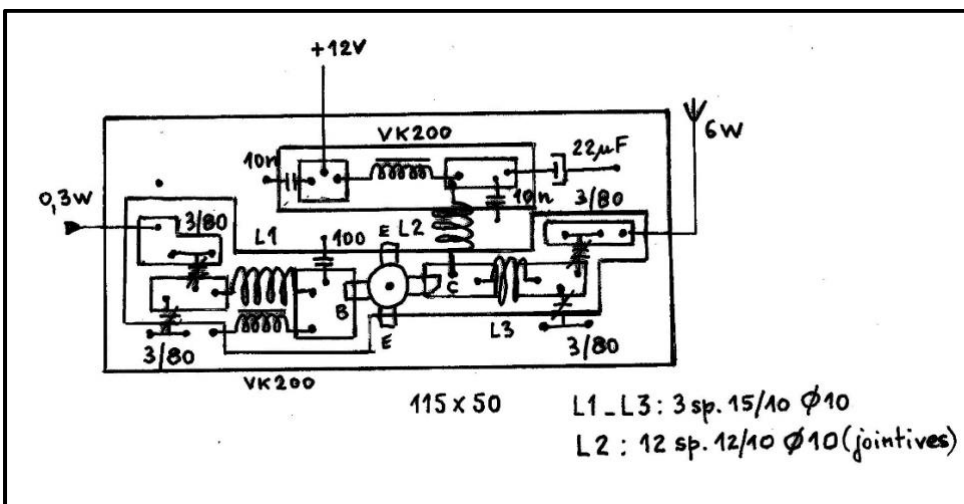 +12V
VK200
6W
10n
22µF
10n
3/80
0,3W
3/80
L1
100
E
L2
B
C
E
L3
3/80
3/80
VK200
115 x 50
L1_L3 : 3 sp. 15/10 Ø10
L2 : 12 sp. 12/10 Ø10 (jointives)